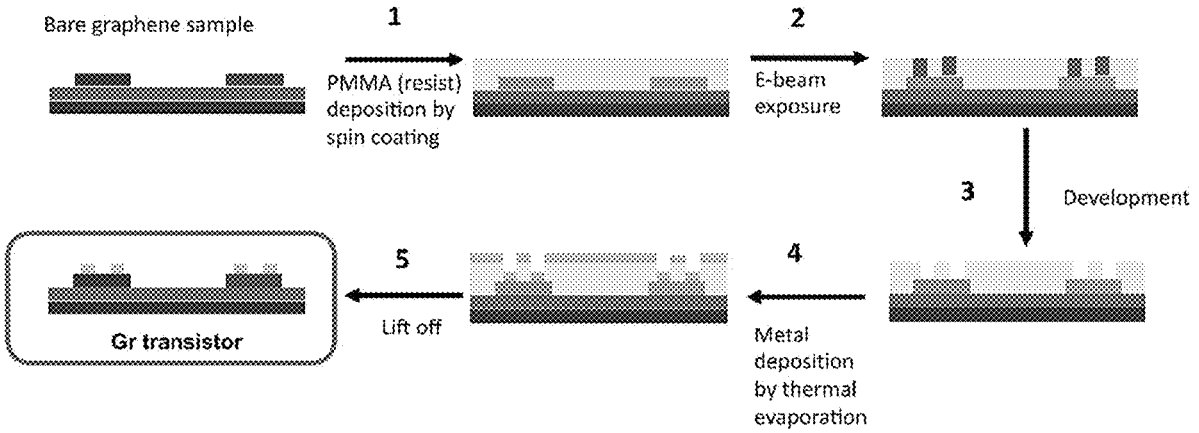 Bare graphene sample
1
PMMA (resist)
deposition by
spin coating
2
E-beam
exposure
3
Development
4
Metal
deposition
by thermal
evaporation
5
Lift off
Gr transistor